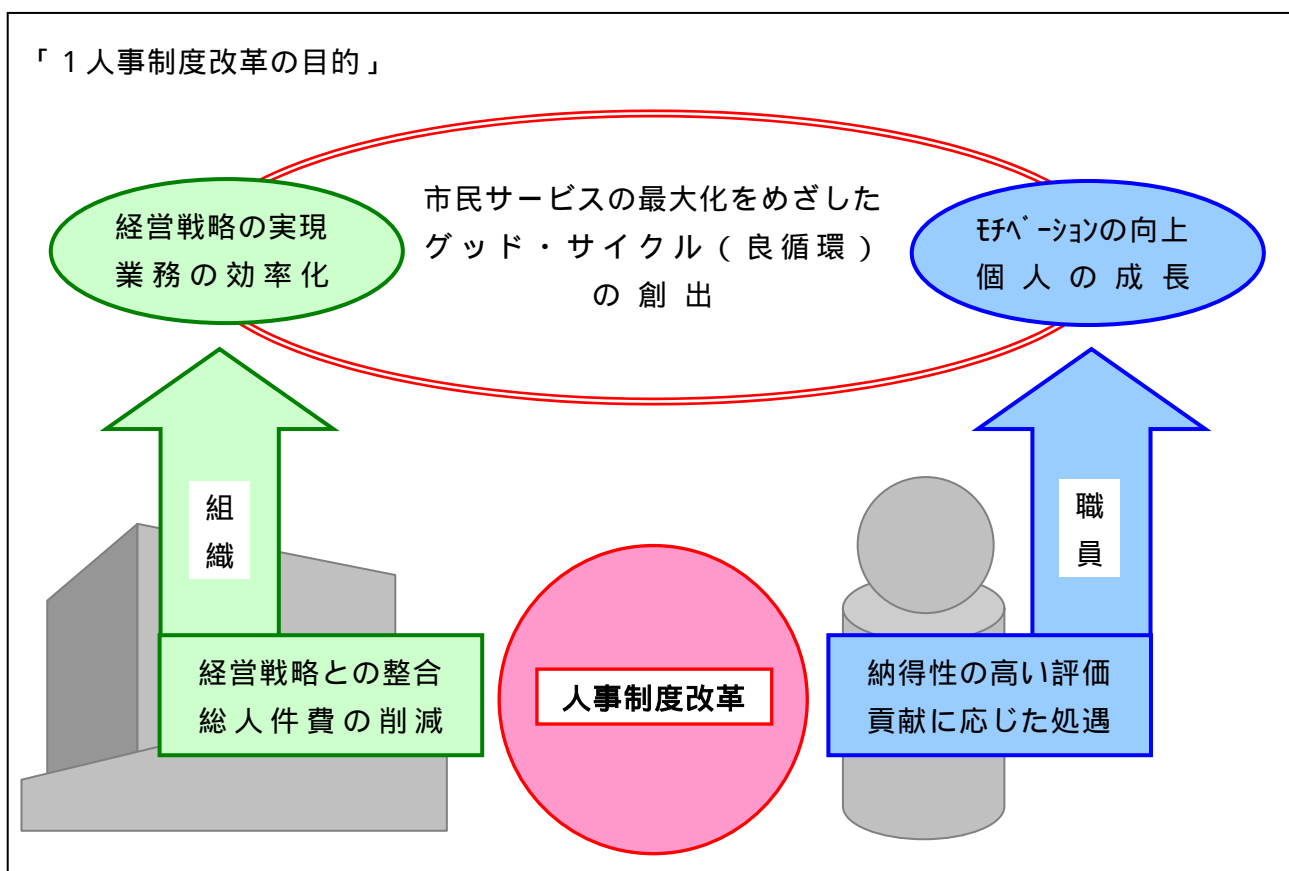 「１人事制度改革の目的」
市民サービスの最大化をめざした
グッド・サイクル（良循環）
の創出
経営戦略の実現
業務の効率化
ﾓﾁﾍﾞｰｼｮﾝの向上
個人の成長
組
織
職
員
経営戦略との整合
総人件費の削減
人事制度改革
納得性の高い評価
貢献に応じた処遇